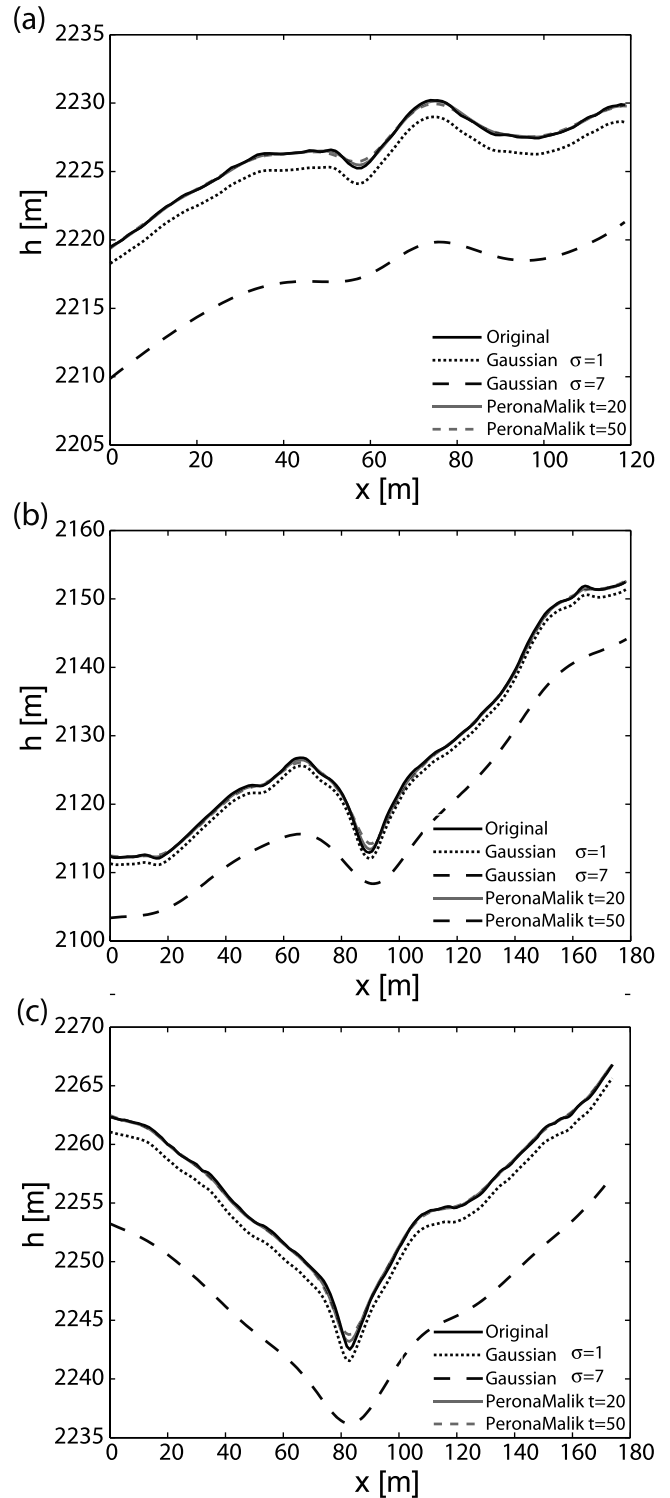 (a)
2235
2230
2225
2220
2215
2210
2205
h [m]
Original
Gaussian σ=1
Gaussian σ=7
PeronaMalik t=20
PeronaMalik t=50
0 20 40 60 80 100 120
x [m]
(b)
2160
2150
2140
2130
2120
2110
2100
h [m]
Original
Gaussian σ=1
Gaussian σ=7
PeronaMalik t=20
PeronaMalik t=50
0 20 40 60 80 100 120 140 160 180
x [m]
(c)
2270
2265
2260
2255
2250
2245
2240
2235
h [m]
Original
Gaussian σ=1
Gaussian σ=7
PeronaMalik t=20
PeronaMalik t=50
0 20 40 60 80 100 120 140 160 180
x [m]